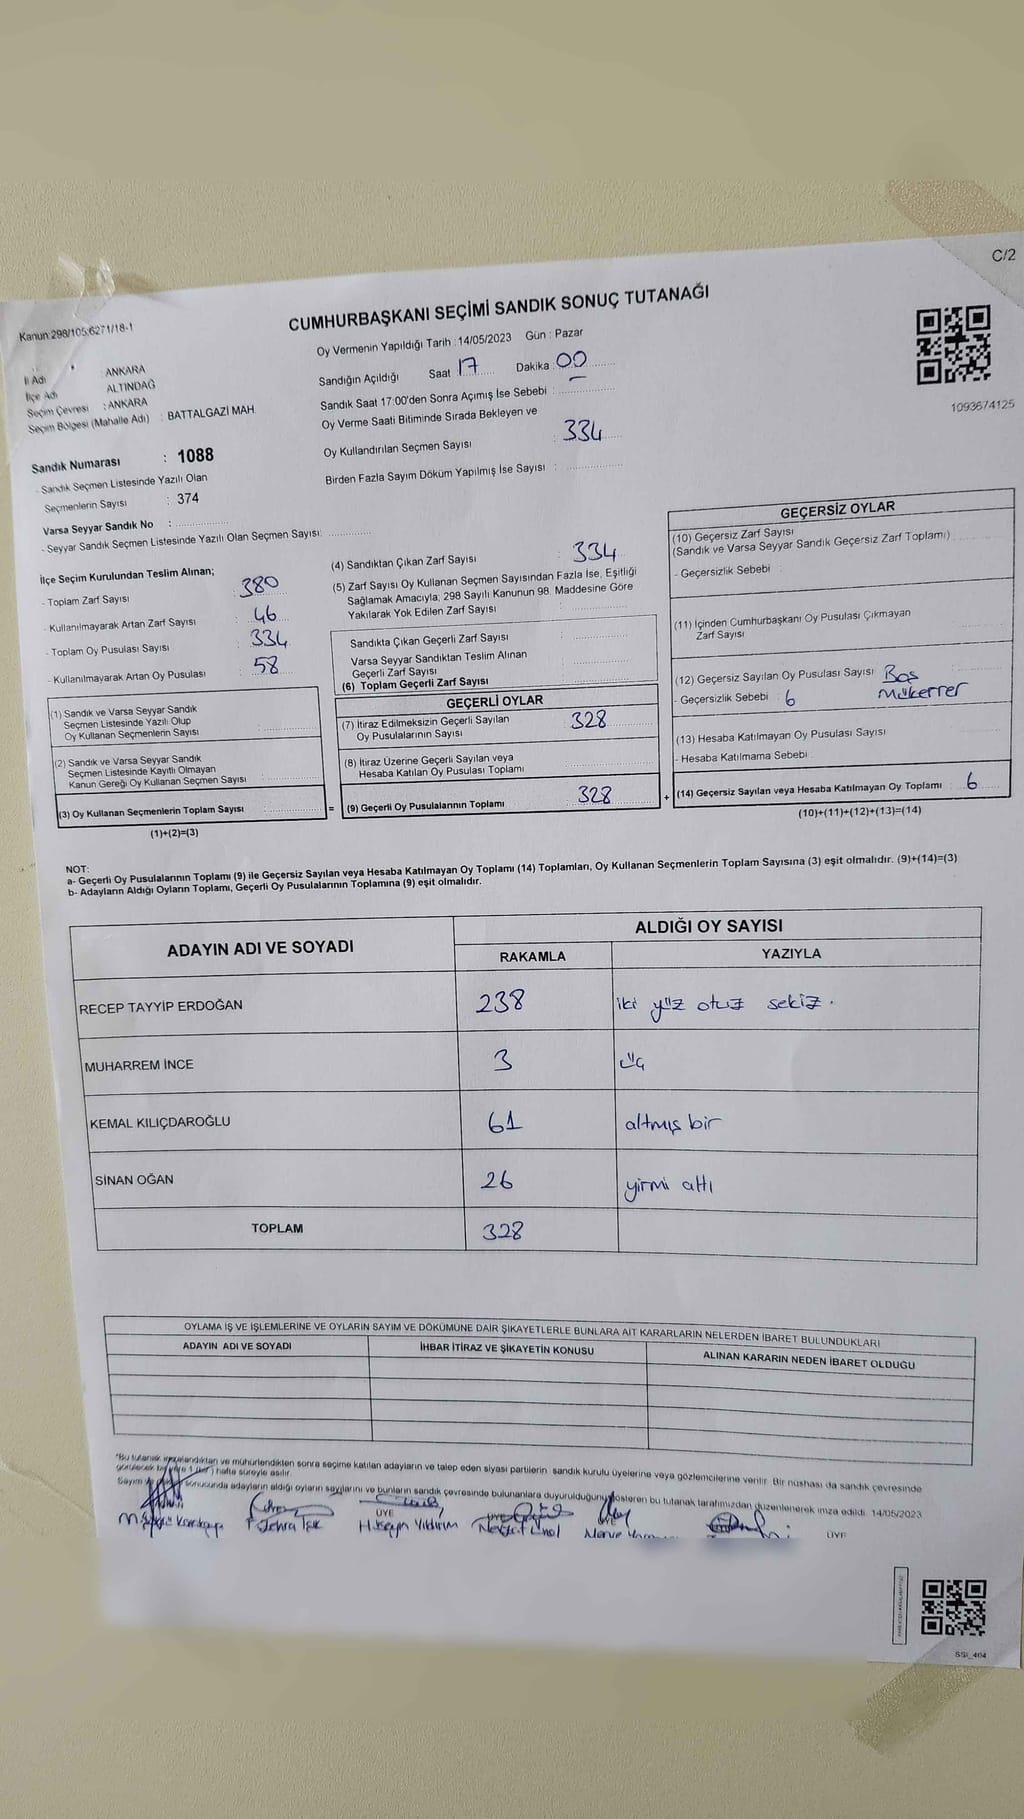 C/2
Kanun:298/105;6271/18-1
CUMHURBAŞKANI SEÇİMİ SANDIK SONUÇ TUTANAĞI
1093674125
İl Adı : ANKARA
İlçe Adı : ALTINDAĞ
Seçim Çevresi : ANKARA
Seçim Bölgesi (Mahalle Adı) : BATTALGAZİ MAH.
Oy Vermenin Yapıldığı Tarih : 14/05/2023 Gün : Pazar
Sandığın Açıldığı Saat 17 Dakika : 00
Sandık Saat 17:00'den Sonra Açımış İse Sebebi : –
Oy Verme Saati Bitiminde Sırada Bekleyen ve
Oy Kullandırılan Seçmen Sayısı : 334
Birden Fazla Sayım Döküm Yapılmış İse Sayısı :
Sandık Numarası : 1088
- Sandık Seçmen Listesinde Yazılı Olan
Seçmenlerin Sayısı : 374
Varsa Seyyar Sandık No :
- Seyyar Sandık Seçmen Listesinde Yazılı Olan Seçmen Sayısı:
İlçe Seçim Kurulundan Teslim Alınan;
- Toplam Zarf Sayısı : 380
- Kullanılmayarak Artan Zarf Sayısı : 46
- Toplam Oy Pusulası Sayısı : 334
- Kullanılmayarak Artan Oy Pusulası : 58
(1) Sandık ve Varsa Seyyar Sandık
Seçmen Listesinde Yazılı Olup
Oy Kullanan Seçmenlerin Sayısı :
(2) Sandık ve Varsa Seyyar Sandık
Seçmen Listesinde Kayıtlı Olmayan
Kanun Gereği Oy Kullanan Seçmen Sayısı :
(3) Oy Kullanan Seçmenlerin Toplam Sayısı :
(1)+(2)=(3)
(4) Sandıktan Çıkan Zarf Sayısı : 334
(5) Zarf Sayısı Oy Kullanan Seçmen Sayısından Fazla İse, Eşitliği
Sağlamak Amacıyla, 298 Sayılı Kanunun 98. Maddesine Göre
Yakılarak Yok Edilen Zarf Sayısı :
Sandıkta Çıkan Geçerli Zarf Sayısı :
Varsa Seyyar Sandıktan Teslim Alınan
Geçerli Zarf Sayısı :
(6) Toplam Geçerli Zarf Sayısı :
GEÇERLİ OYLAR
(7) İtiraz Edilmeksizin Geçerli Sayılan
Oy Pusulalarının Sayısı : 328
(8) İtiraz Üzerine Geçerli Sayılan veya
Hesaba Katılan Oy Pusulası Toplamı :
= (9) Geçerli Oy Pusulalarının Toplamı : 328
GEÇERSİZ OYLAR
(10) Geçersiz Zarf Sayısı
(Sandık ve Varsa Seyyar Sandık Geçersiz Zarf Toplamı) :
- Geçersizlik Sebebi :
(11) İçinden Cumhurbaşkanı Oy Pusulası Çıkmayan
Zarf Sayısı :
(12) Geçersiz Sayılan Oy Pusulası Sayısı : Boş
- Geçersizlik Sebebi : 6 mükerrer
(13) Hesaba Katılmayan Oy Pusulası Sayısı :
- Hesaba Katılmama Sebebi :
+ (14) Geçersiz Sayılan veya Hesaba Katılmayan Oy Toplamı : 6
(10)+(11)+(12)+(13)=(14)
NOT:
a- Geçerli Oy Pusulalarının Toplamı (9) ile Geçersiz Sayılan veya Hesaba Katılmayan Oy Toplamı (14) Toplamları, Oy Kullanan Seçmenlerin Toplam Sayısına (3) eşit olmalıdır. (9)+(14)=(3)
b- Adayların Aldığı Oyların Toplamı, Geçerli Oy Pusulalarının Toplamına (9) eşit olmalıdır.
ADAYIN ADI VE SOYADI
ALDIĞI OY SAYISI
RAKAMLA YAZIYLA
RECEP TAYYİP ERDOĞAN 238 iki yüz otuz sekiz.
MUHARREM İNCE 3 üç
KEMAL KILIÇDAROĞLU 61 altmış bir
SİNAN OĞAN 26 yirmi altı
TOPLAM 328
OYLAMA İŞ VE İŞLEMLERİNE VE OYLARIN SAYIM VE DÖKÜMÜNE DAİR ŞİKAYETLERLE BUNLARA AİT KARARLARIN NELERDEN İBARET BULUNDUKLARI
ADAYIN ADI VE SOYADI İHBAR İTİRAZ VE ŞİKAYETİN KONUSU ALINAN KARARIN NEDEN İBARET OLDUĞU
*Bu tutanak imzalandıktan ve mühürlendikten sonra seçime katılan adayların ve talep eden siyasi partilerin sandık kurulu üyelerine veya gözlemcilerine verilir. Bir nüshası da sandık çevresinde
hafta süreyle asılır.
Sayım sonucunda adayların aldığı oyların sayılarını ve bunların sandık çevresinde bulunanlara duyurulduğunu gösteren bu tutanak tarafımızdan düzenlenerek imza edildi. 14/05/2023
ÜYE ÜYE ÜYE ÜYE
Hüseyin Yıldırım Merve
SSI_404